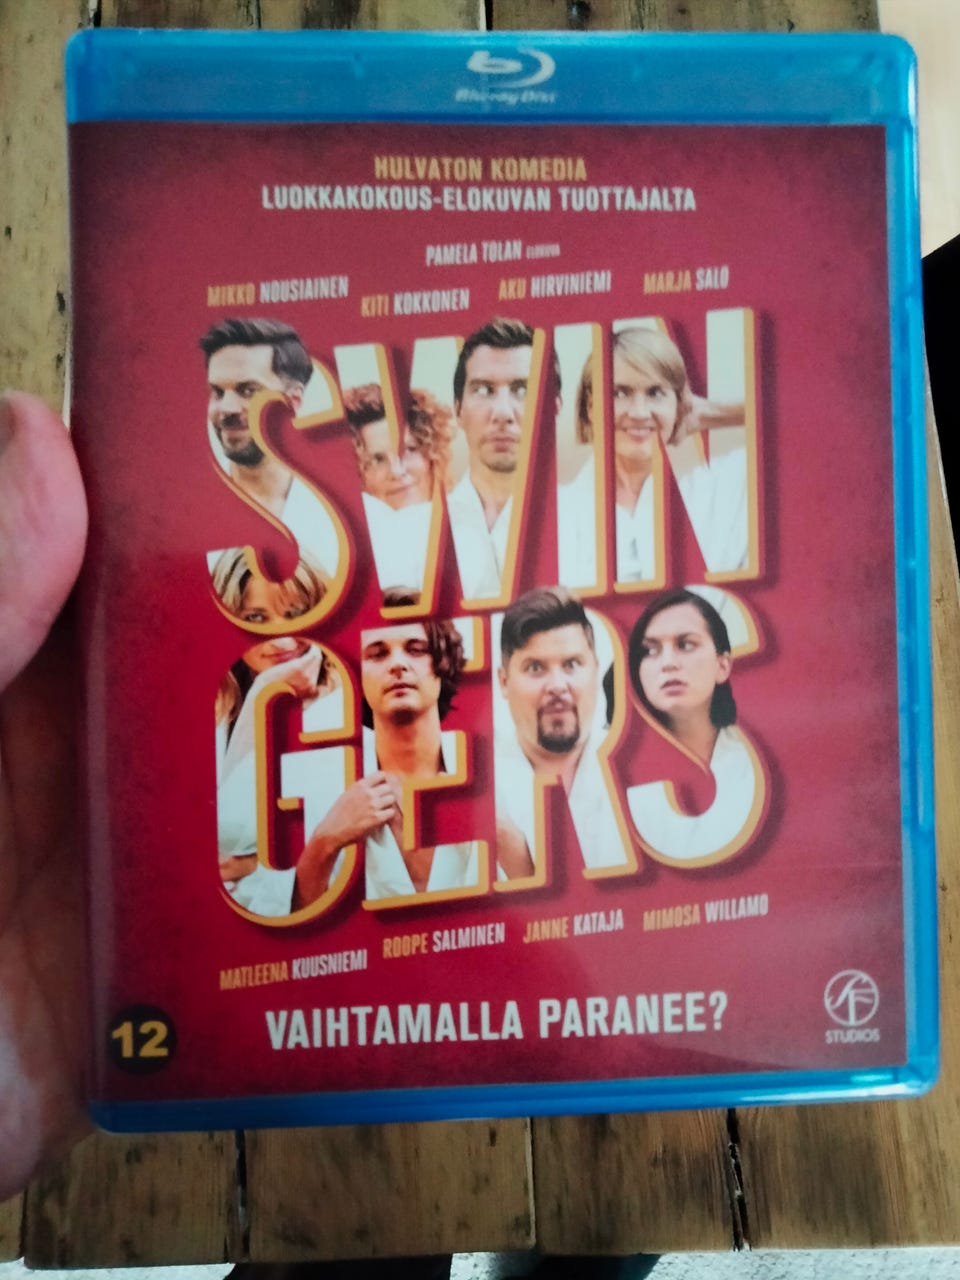 Blu-ray Disc
HULVATON KOMEDIA
LUOKKAKOKOUS-ELOKUVAN TUOTTAJALTA
PAMELA TOLAN ELOKUVA
MIKKO NOUSIAINEN KITI KOKKONEN AKU HIRVINIEMI MARJA SALO
SWIN
GERS
MATLEENA KUUSNIEMI ROOPE SALMINEN JANNE KATAJA MIMOSA WILLAMO
VAIHTAMALLA PARANEE?
12
SF
STUDIOS